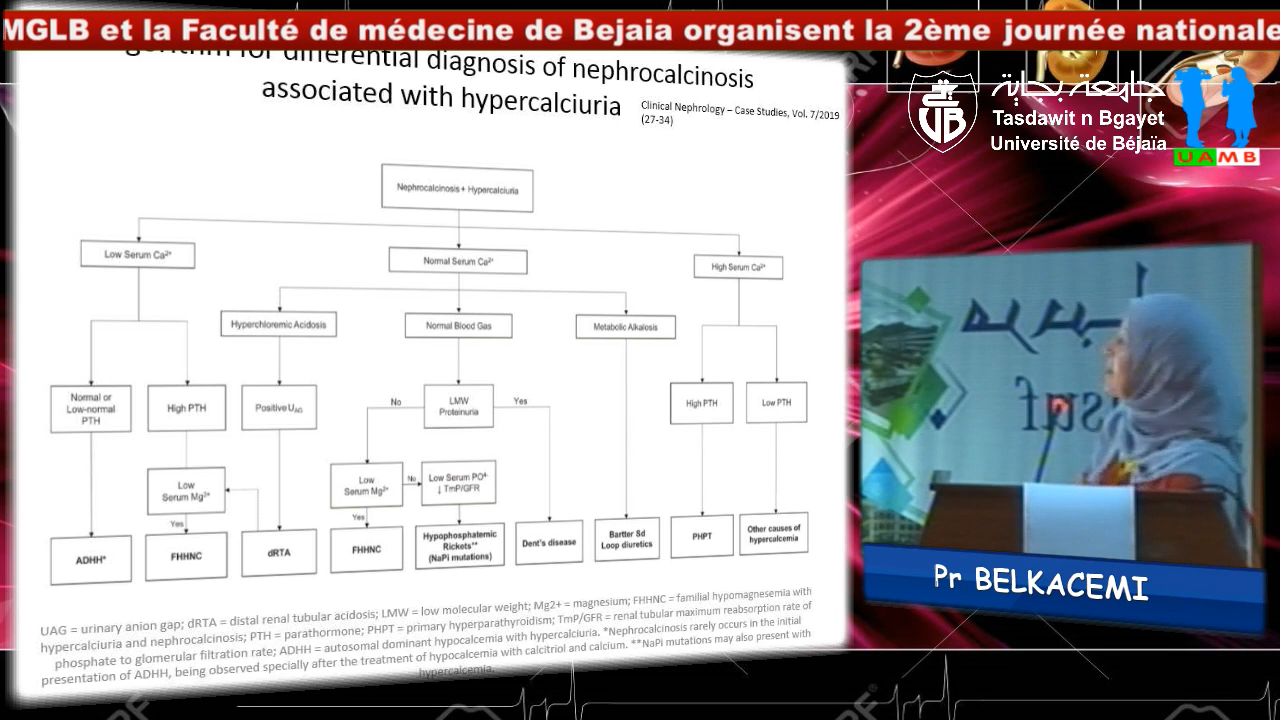 MGLB et la Faculté de médecine de Bejaia organisent la 2ème journée nationale
for differential diagnosis of nephrocalcinosis
associated with hypercalciuria
Clinical Nephrology – Case Studies, Vol. 7/2019
(27-34)
جامعة بجاية
Tasdawit n Bgayet
Université de Béjaïa
UAMB
Nephrocalcinosis + Hypercalciuria
Low Serum Ca²⁺
Normal Serum Ca²⁺
High Serum Ca²⁺
Hyperchloremic Acidosis
Normal Blood Gas
Metabolic Alkalosis
Normal or
Low-normal
PTH
High PTH
Positive U_AG
No
LMW
Proteinuria
Yes
High PTH
Low PTH
Low
Serum Mg²⁺
Low
Serum Mg²⁺
No
Low Serum PO⁴⁻
↓ TmP/GFR
Yes
Yes
ADHH*
FHHNC
dRTA
FHHNC
Hypophosphatemic
Rickets**
(NaPi mutations)
Dent's disease
Bartter Sd
Loop diuretics
PHPT
Other causes of
hypercalcemia
UAG = urinary anion gap; dRTA = distal renal tubular acidosis; LMW = low molecular weight; Mg2+ = magnesium; FHHNC = familial hypomagnesemia with
hypercalciuria and nephrocalcinosis; PTH = parathormone; PHPT = primary hyperparathyroidism; TmP/GFR = renal tubular maximum reabsorption rate of
phosphate to glomerular filtration rate; ADHH = autosomal dominant hypocalcemia with hypercalciuria. *Nephrocalcinosis rarely occurs in the initial
presentation of ADHH, being observed specially after the treatment of hypocalcemia with calcitriol and calcium. **NaPi mutations may also present with
hypercalcemia.
Pr BELKACEMI